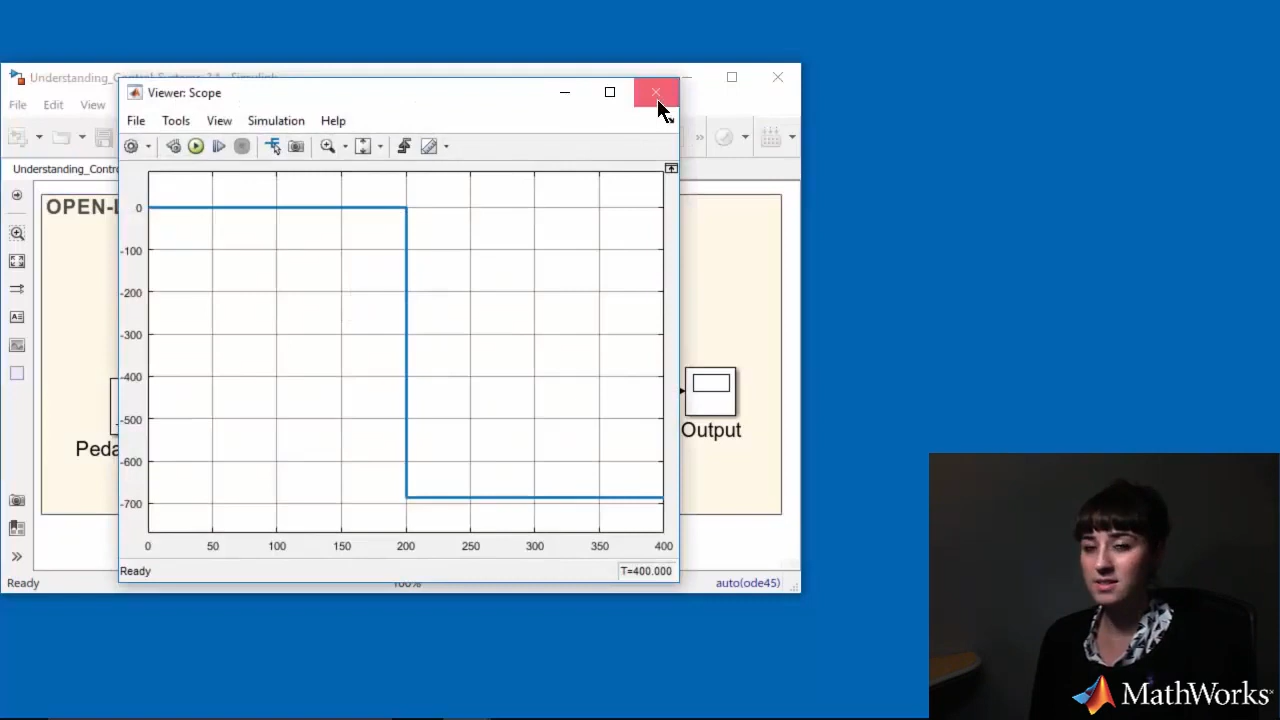 Understanding_Control_Systems_2* - Simulink
Viewer: Scope
File Edit View
File Tools View Simulation Help
Understanding_Contr
OPEN-L
0
-100
-200
-300
-400
-500
-600
-700
0 50 100 150 200 250 300 350 400
Peda
Output
Ready T=400.000
Ready 100% auto(ode45)
MathWorks